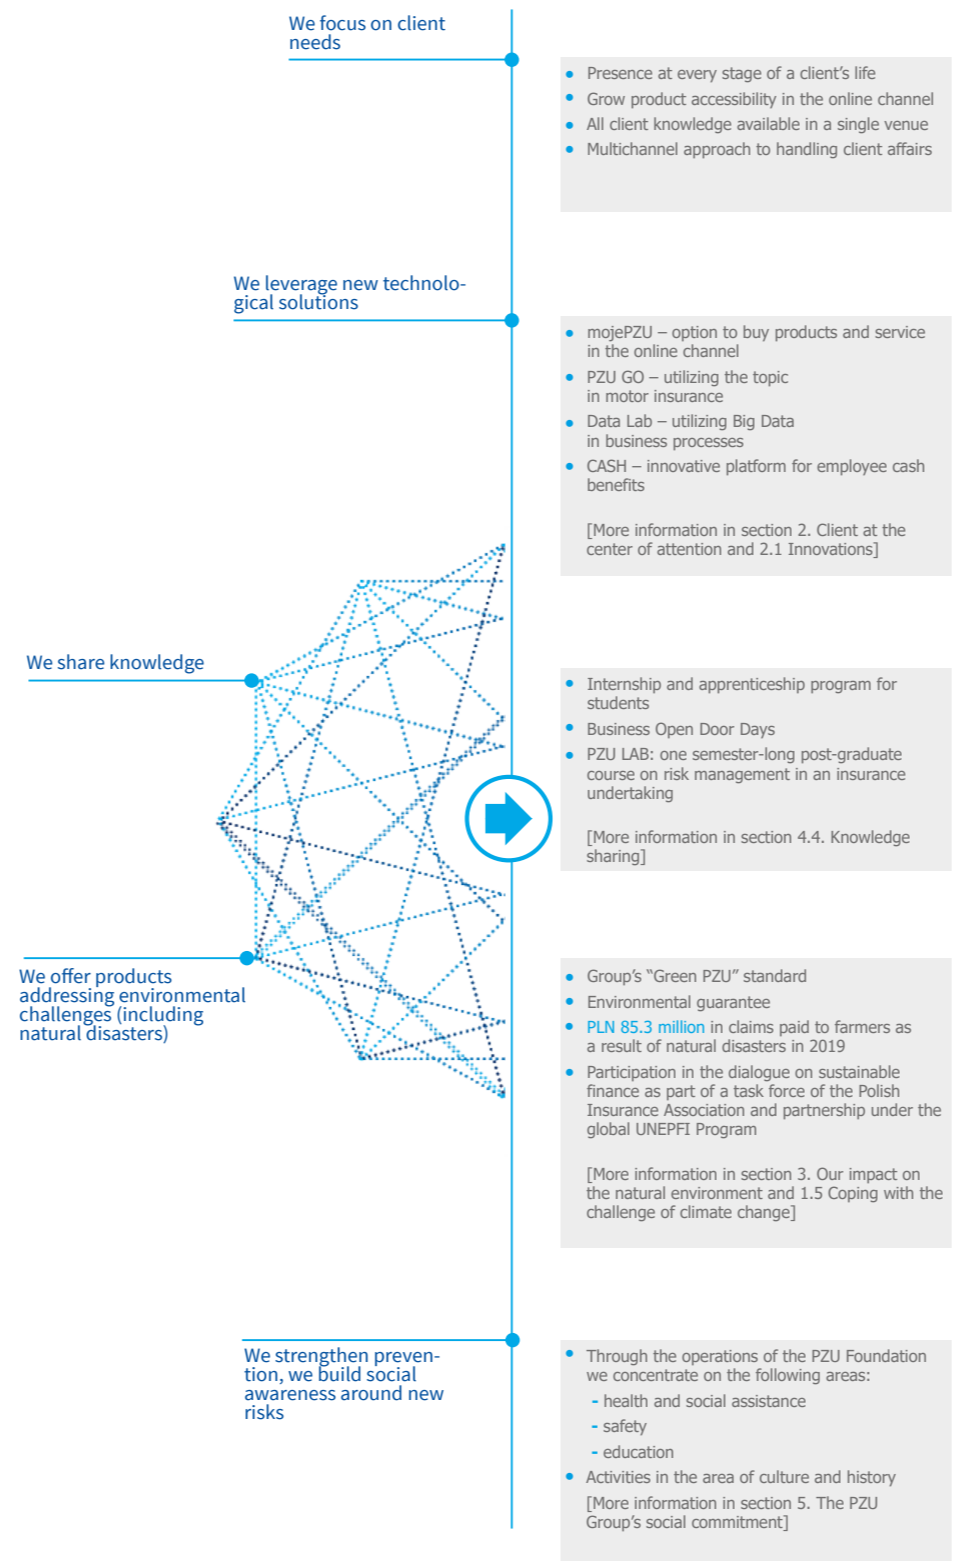 We focus on client
needs
• Presence at every stage of a client's life
• Grow product accessibility in the online channel
• All client knowledge available in a single venue
• Multichannel approach to handling client affairs
We leverage new technolo-
gical solutions
• mojePZU – option to buy products and service
in the online channel
• PZU GO – utilizing the topic
in motor insurance
• Data Lab – utilizing Big Data
in business processes
• CASH – innovative platform for employee cash
benefits
[More information in section 2. Client at the
center of attention and 2.1 Innovations]
We share knowledge
• Internship and apprenticeship program for
students
• Business Open Door Days
• PZU LAB: one semester-long post-graduate
course on risk management in an insurance
undertaking
[More information in section 4.4. Knowledge
sharing]
We offer products
addressing environmental
challenges (including
natural disasters)
• Group's “Green PZU” standard
• Environmental guarantee
• PLN 85.3 million in claims paid to farmers as
a result of natural disasters in 2019
• Participation in the dialogue on sustainable
finance as part of a task force of the Polish
Insurance Association and partnership under the
global UNEPFI Program
[More information in section 3. Our impact on
the natural environment and 1.5 Coping with the
challenge of climate change]
We strengthen preven-
tion, we build social
awareness around new
risks
• Through the operations of the PZU Foundation
we concentrate on the following areas:
- health and social assistance
- safety
- education
• Activities in the area of culture and history
[More information in section 5. The PZU
Group's social commitment]